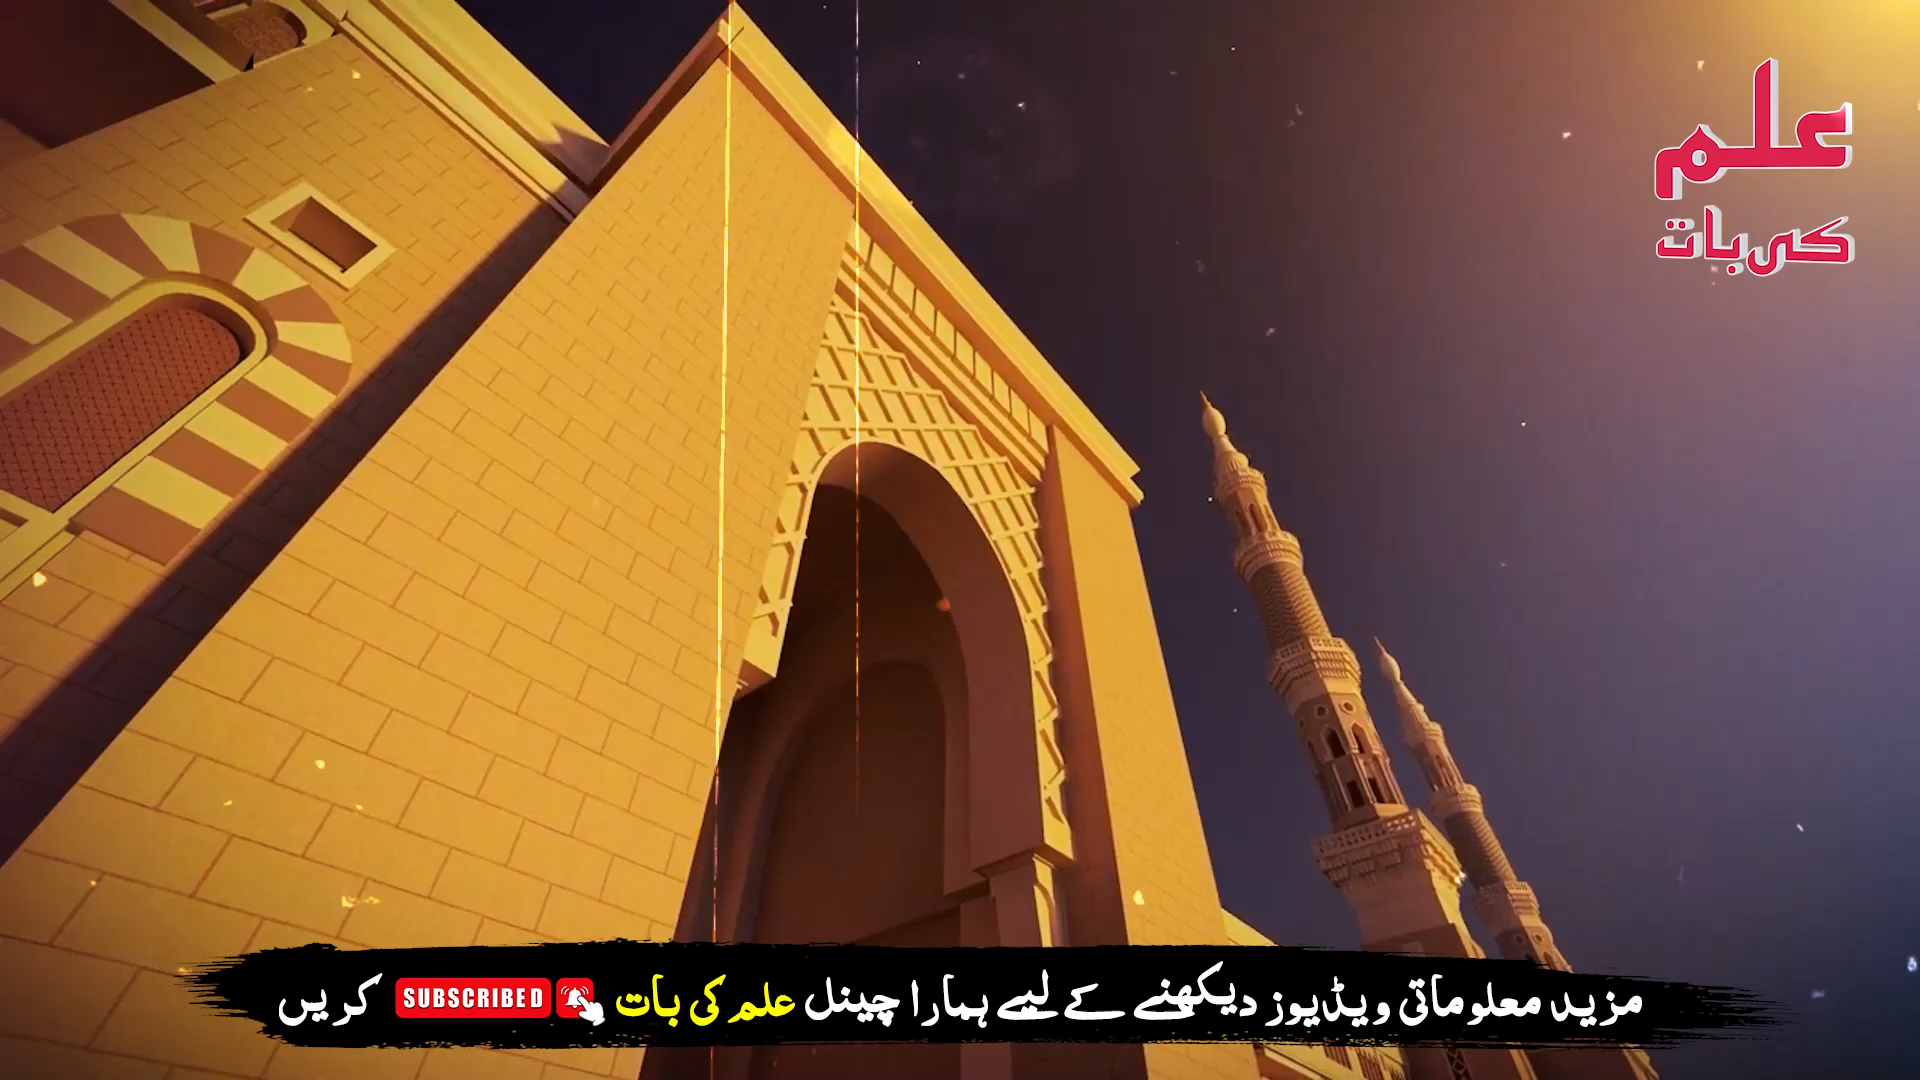 علم
کی بات
مزید معلوماتی ویڈیوز دیکھنے کے لیے ہمارا چینل علم کی بات SUBSCRIBED کریں